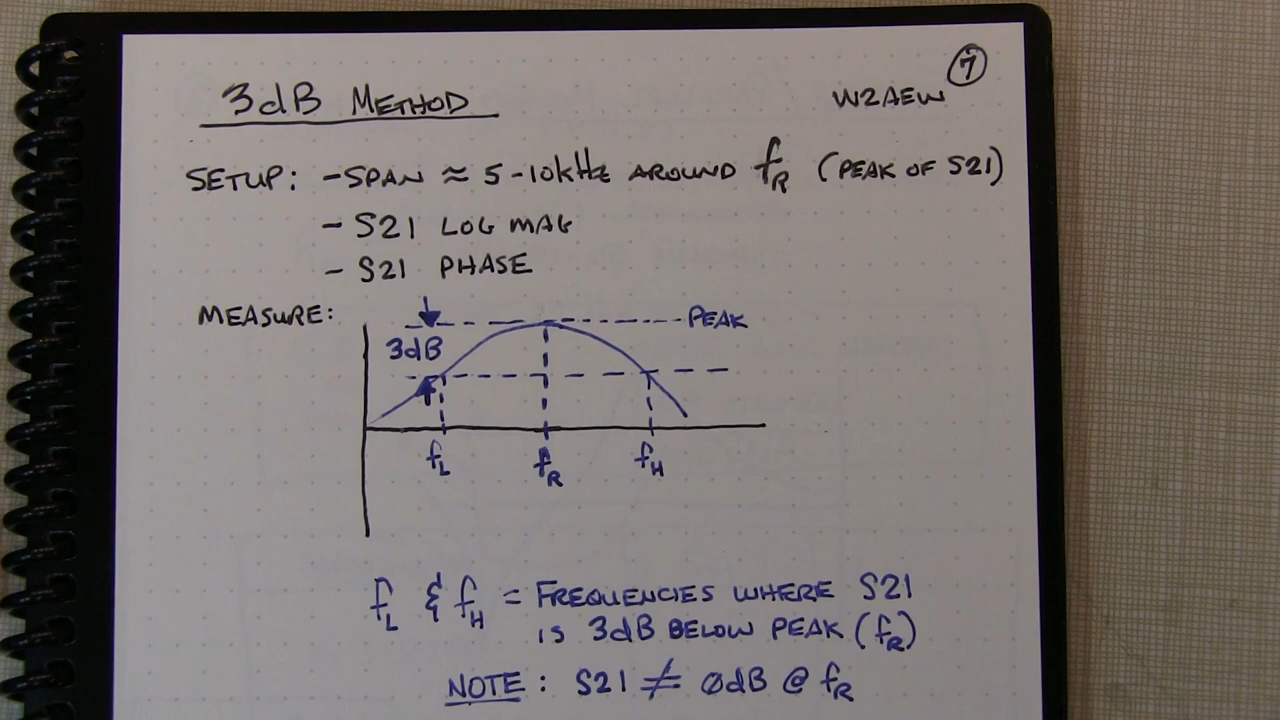 7
3dB METHOD
W2AEW
SETUP: - SPAN ≈ 5-10kHz AROUND fR (PEAK OF S21)
- S21 LOG MAG
- S21 PHASE
MEASURE:
PEAK
3dB
fL fR fH
fL & fH = FREQUENCIES WHERE S21
IS 3dB BELOW PEAK (fR)
NOTE: S21 ≠ 0dB @ fR